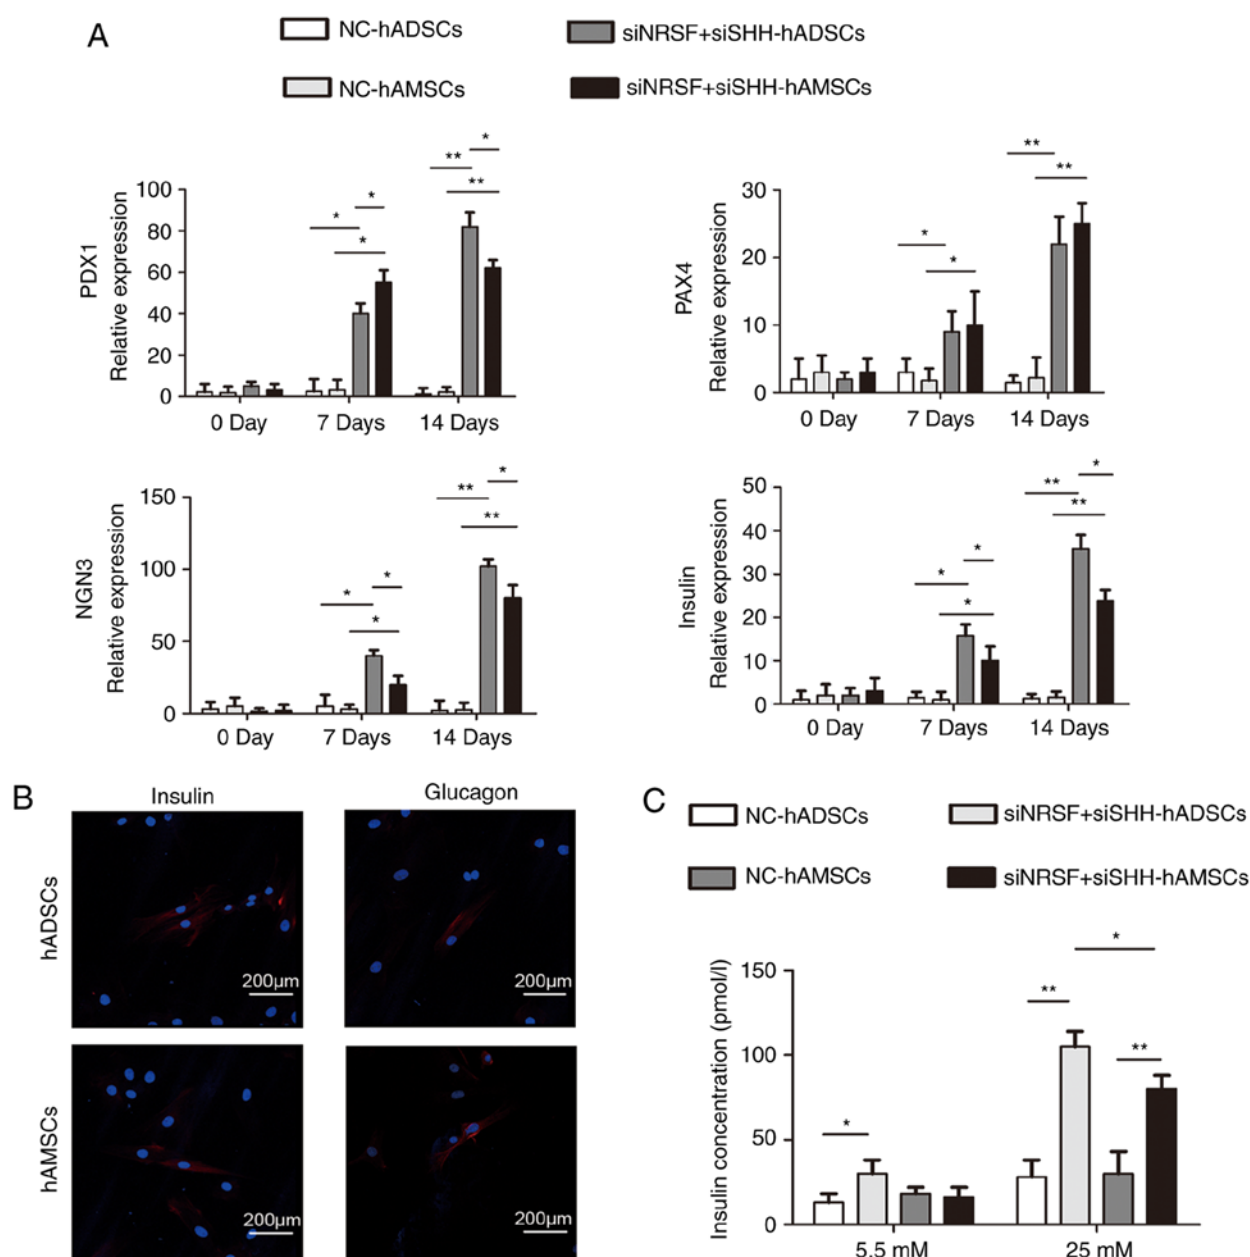 A
NC-hADSCs
siNRSF+siSHH-hADSCs
NC-hAMSCs
siNRSF+siSHH-hAMSCs
PDX1
Relative expression
100
80
60
40
20
0
* ** * ** * *
0 Day 7 Days 14 Days
PAX4
Relative expression
30
20
10
0
** ** * *
0 Day 7 Days 14 Days
NGN3
Relative expression
150
100
50
0
* ** ** * * *
0 Day 7 Days 14 Days
Insulin
Relative expression
50
40
30
20
10
0
* ** ** * * *
0 Day 7 Days 14 Days
B
Insulin
Glucagon
hADSCs
200μm
200μm
hAMSCs
200μm
200μm
C
NC-hADSCs
siNRSF+siSHH-hADSCs
NC-hAMSCs
siNRSF+siSHH-hAMSCs
Insulin concentration (pmol/l)
150
100
50
0
* ** ** *
5.5 mM 25 mM